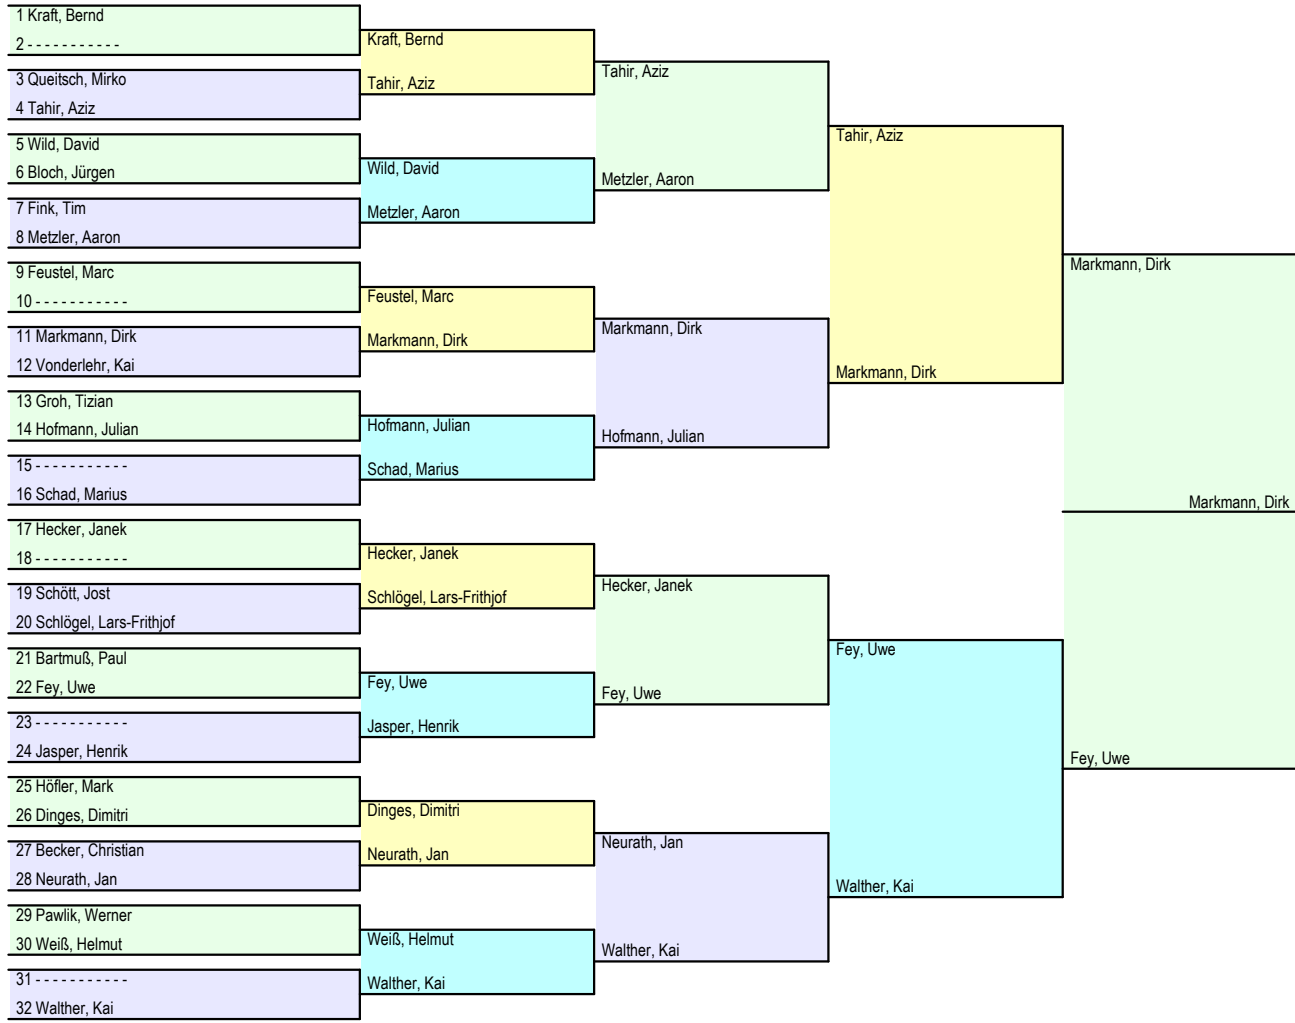 1 Kraft, Bernd
2 - - - - - - - - - - -
3 Queitsch, Mirko
4 Tahir, Aziz
5 Wild, David
6 Bloch, Jürgen
7 Fink, Tim
8 Metzler, Aaron
9 Feustel, Marc
10 - - - - - - - - - - -
11 Markmann, Dirk
12 Vonderlehr, Kai
13 Groh, Tizian
14 Hofmann, Julian
15 - - - - - - - - - - -
16 Schad, Marius
17 Hecker, Janek
18 - - - - - - - - - - -
19 Schött, Jost
20 Schlögel, Lars-Frithjof
21 Bartmuß, Paul
22 Fey, Uwe
23 - - - - - - - - - - -
24 Jasper, Henrik
25 Höfler, Mark
26 Dinges, Dimitri
27 Becker, Christian
28 Neurath, Jan
29 Pawlik, Werner
30 Weiß, Helmut
31 - - - - - - - - - - -
32 Walther, Kai
Kraft, Bernd
Tahir, Aziz
Wild, David
Metzler, Aaron
Feustel, Marc
Markmann, Dirk
Hofmann, Julian
Schad, Marius
Hecker, Janek
Schlögel, Lars-Frithjof
Fey, Uwe
Jasper, Henrik
Dinges, Dimitri
Neurath, Jan
Weiß, Helmut
Walther, Kai
Tahir, Aziz
Metzler, Aaron
Markmann, Dirk
Hofmann, Julian
Hecker, Janek
Fey, Uwe
Neurath, Jan
Walther, Kai
Tahir, Aziz
Markmann, Dirk
Fey, Uwe
Walther, Kai
Markmann, Dirk
Fey, Uwe
Markmann, Dirk